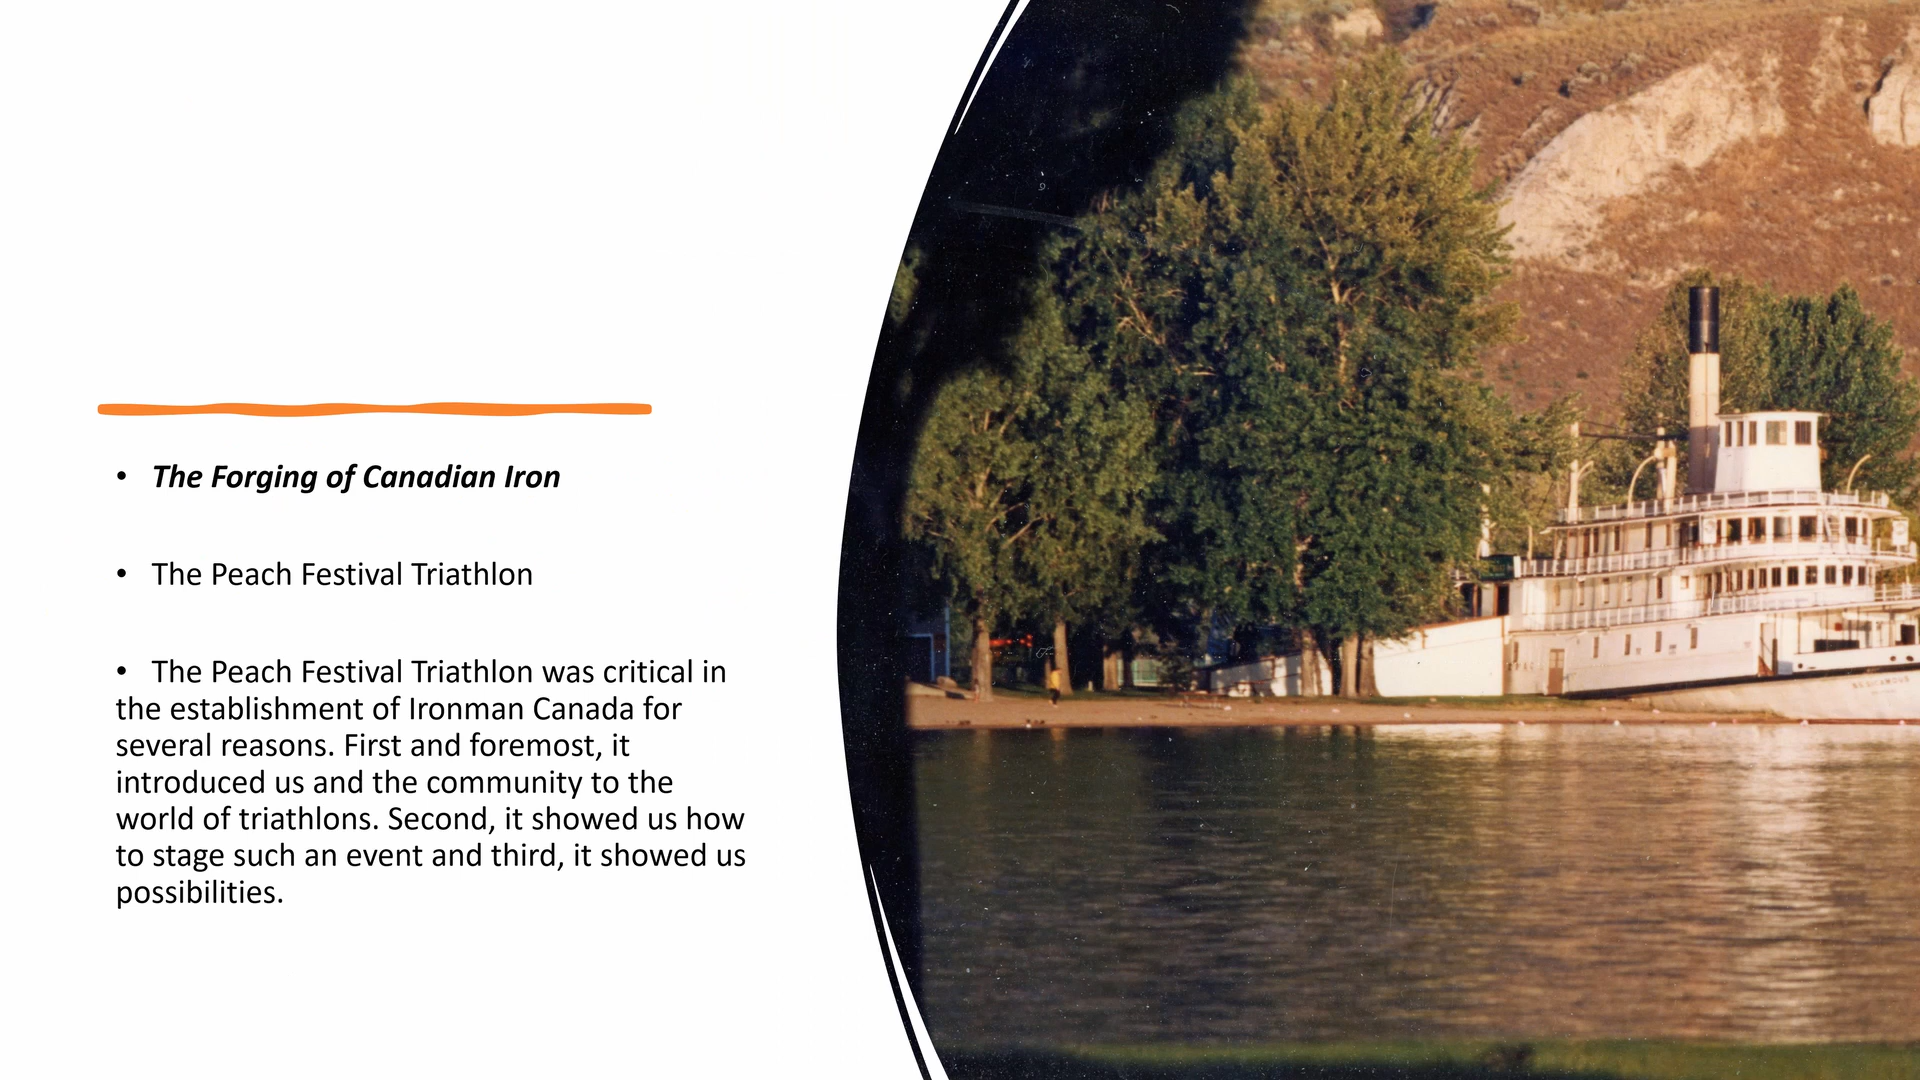 • The Forging of Canadian Iron
• The Peach Festival Triathlon
• The Peach Festival Triathlon was critical in
the establishment of Ironman Canada for
several reasons. First and foremost, it
introduced us and the community to the
world of triathlons. Second, it showed us how
to stage such an event and third, it showed us
possibilities.
S.S. SICAMOUS